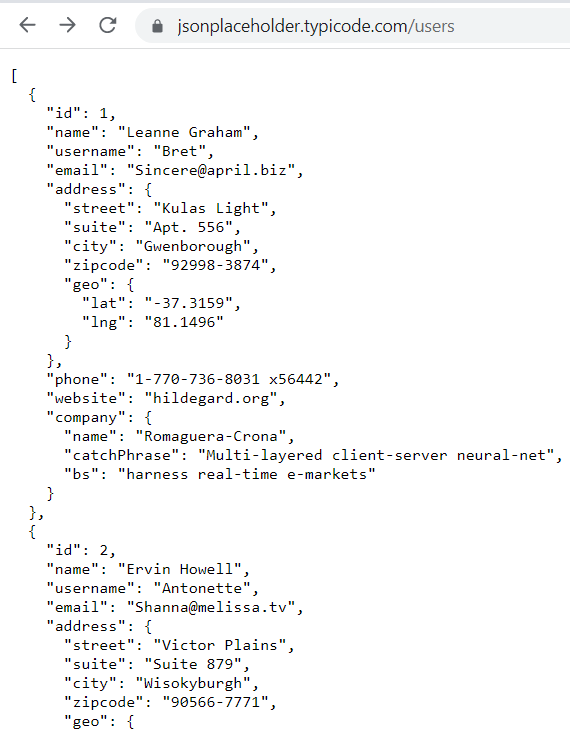 jsonplaceholder.typicode.com/users
[
  {
    "id": 1,
    "name": "Leanne Graham",
    "username": "Bret",
    "email": "Sincere@april.biz",
    "address": {
      "street": "Kulas Light",
      "suite": "Apt. 556",
      "city": "Gwenborough",
      "zipcode": "92998-3874",
      "geo": {
        "lat": "-37.3159",
        "lng": "81.1496"
      }
    },
    "phone": "1-770-736-8031 x56442",
    "website": "hildegard.org",
    "company": {
      "name": "Romaguera-Crona",
      "catchPhrase": "Multi-layered client-server neural-net",
      "bs": "harness real-time e-markets"
    }
  },
  {
    "id": 2,
    "name": "Ervin Howell",
    "username": "Antonette",
    "email": "Shanna@melissa.tv",
    "address": {
      "street": "Victor Plains",
      "suite": "Suite 879",
      "city": "Wisokyburgh",
      "zipcode": "90566-7771",
      "geo": {